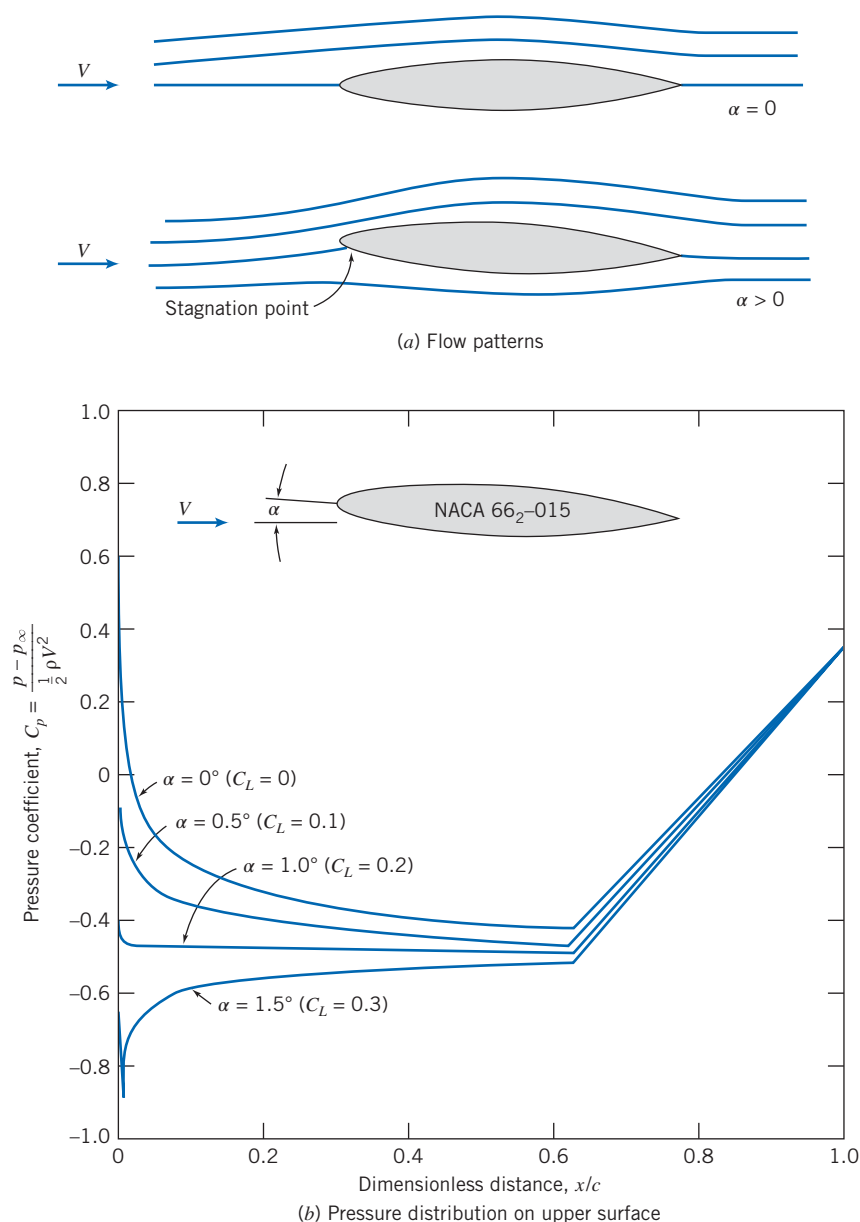 V
α = 0
V
Stagnation point
α > 0
(a) Flow patterns
1.0
0.8
0.6
0.4
0.2
0
–0.2
–0.4
–0.6
–0.8
–1.0
Pressure coefficient, C_p = (p – p_∞) / (1/2 ρV²)
V
α
NACA 66₂–015
α = 0° (C_L = 0)
α = 0.5° (C_L = 0.1)
α = 1.0° (C_L = 0.2)
α = 1.5° (C_L = 0.3)
0 0.2 0.4 0.6 0.8 1.0
Dimensionless distance, x/c
(b) Pressure distribution on upper surface